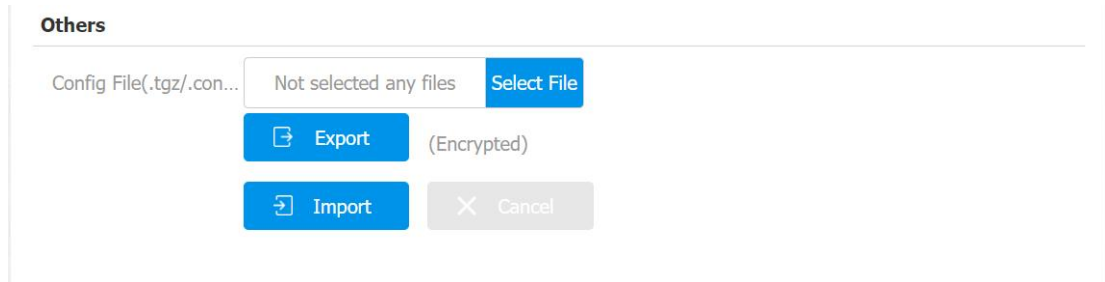 Others
Config File(.tgz/.con... Not selected any files Select File
Export (Encrypted)
Import Cancel